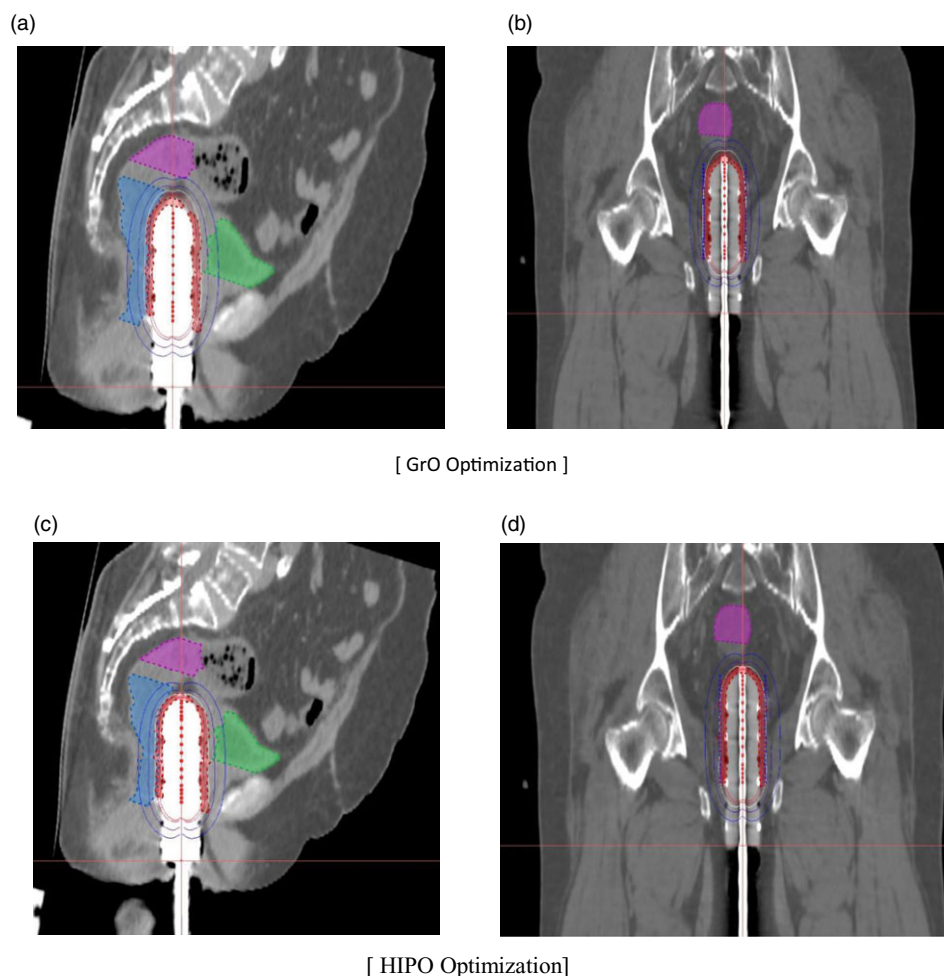 (a)
(b)
[ GrO Optimization ]
(c)
(d)
[ HIPO Optimization]